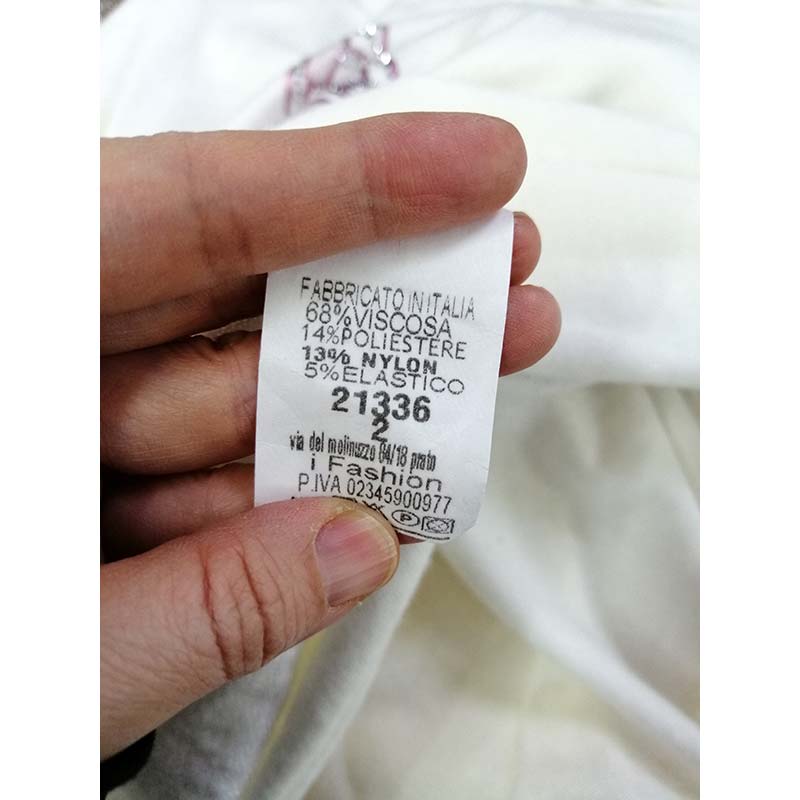 FABBRICATO IN ITALIA
68%VISCOSA
14%POLIESTERE
13% NYLON
5%ELASTICO
21336
2
via del molinuzzo 64/18 prato
i Fashion
P.IVA 02345900977
P